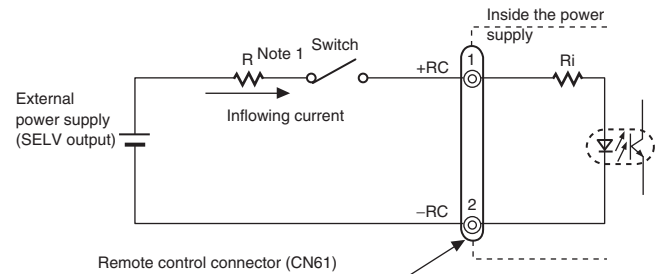 Inside the power
supply
R Note 1 Switch
+RC
1
Ri
Inflowing current
External
power supply
(SELV output)
−RC
2
Remote control connector (CN61)